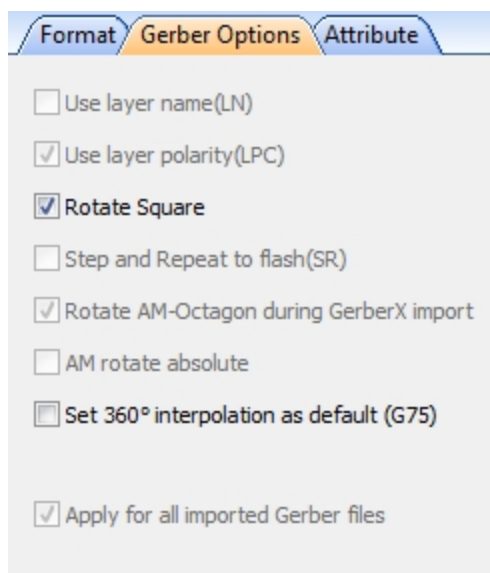 Format Gerber Options Attribute
Use layer name(LN)
Use layer polarity(LPC)
Rotate Square
Step and Repeat to flash(SR)
Rotate AM-Octagon during GerberX import
AM rotate absolute
Set 360° interpolation as default (G75)
Apply for all imported Gerber files